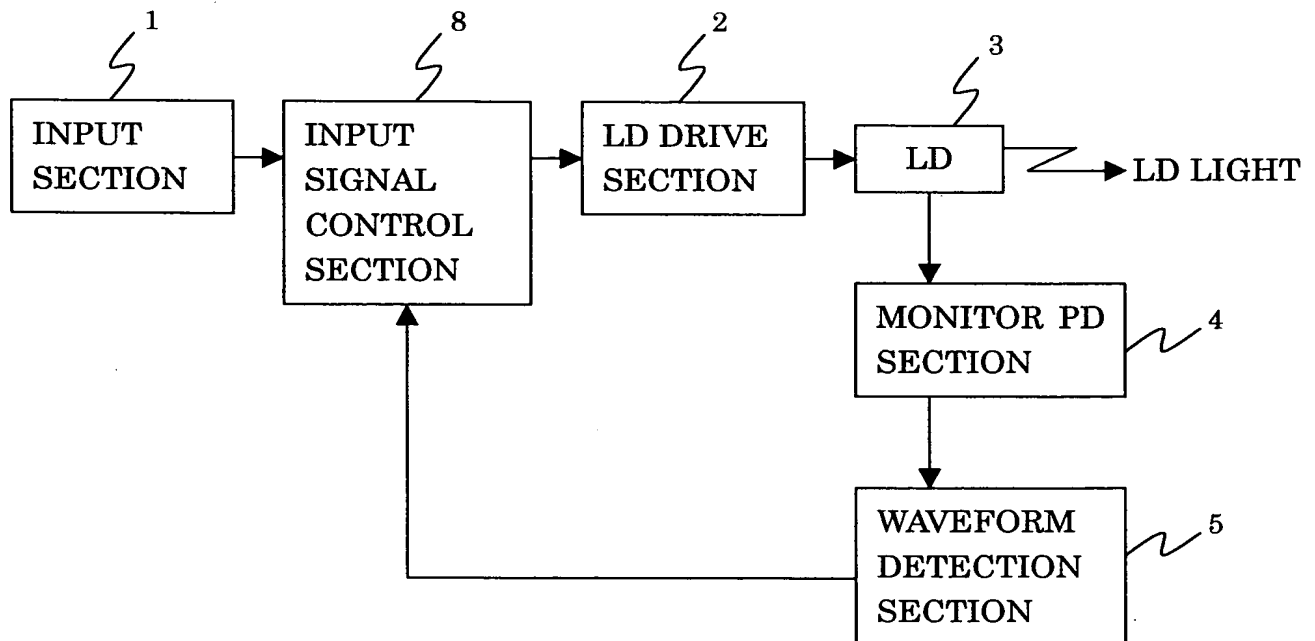 1
8
2
3
INPUT
SECTION
INPUT
SIGNAL
CONTROL
SECTION
LD DRIVE
SECTION
LD
LD LIGHT
MONITOR PD
SECTION
4
WAVEFORM
DETECTION
SECTION
5